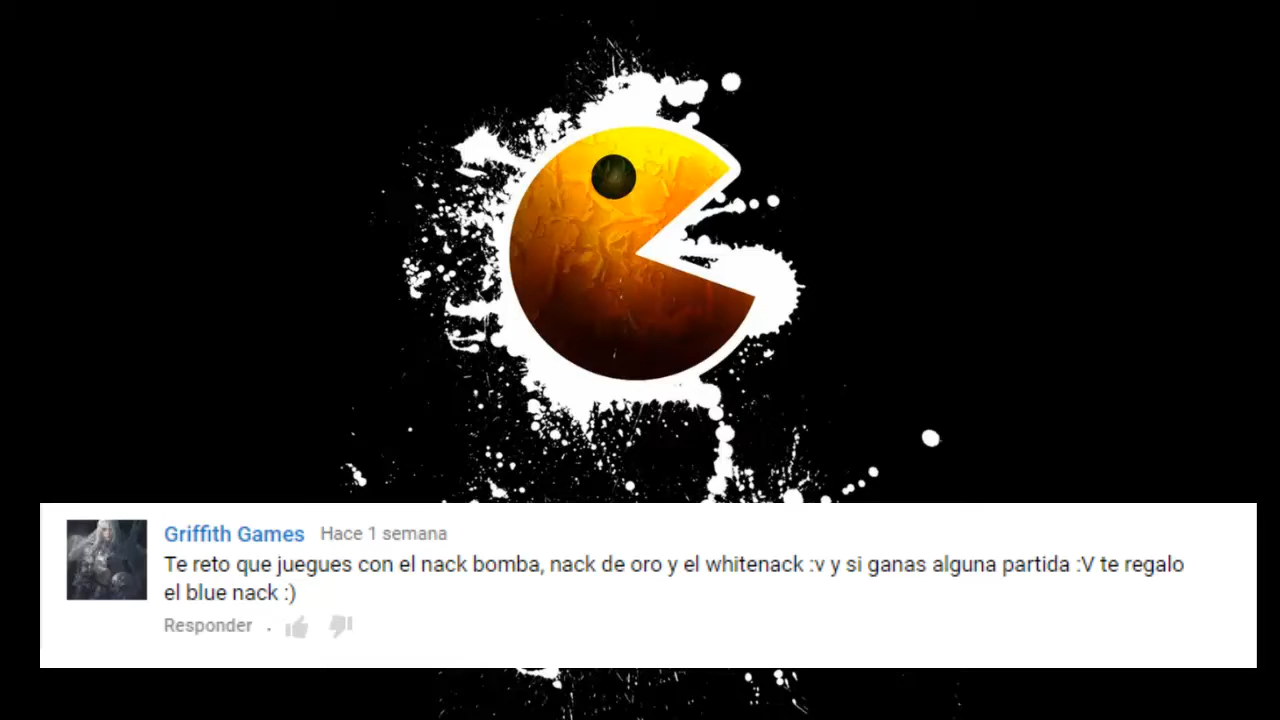 Griffith Games Hace 1 semana
Te reto que juegues con el nack bomba, nack de oro y el whitenack :v y si ganas alguna partida :V te regalo
el blue nack :)
Responder .